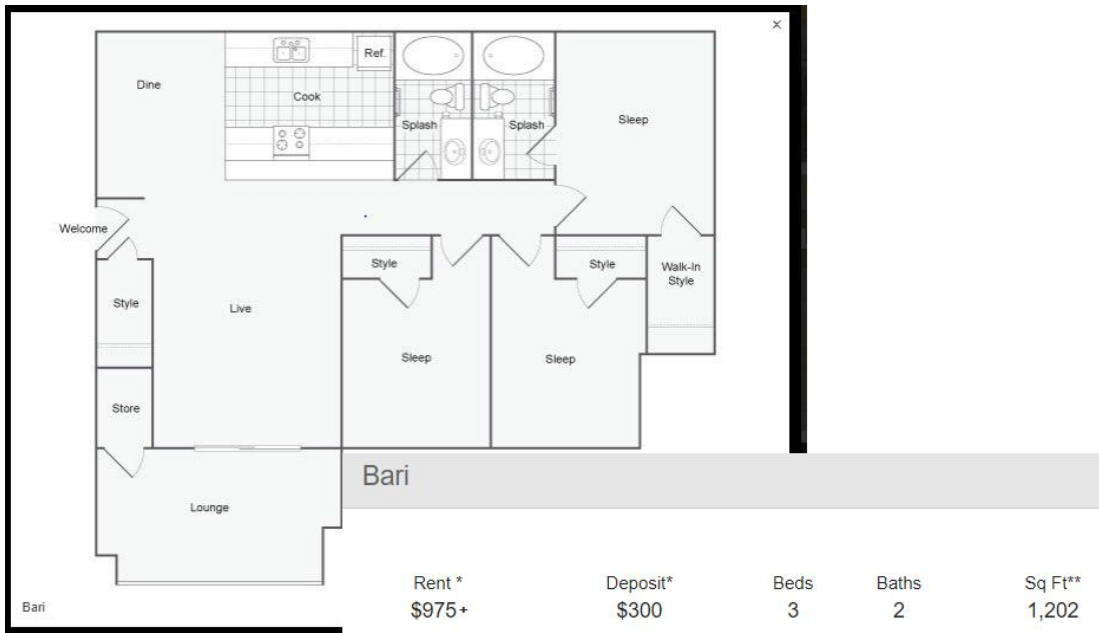 x
Ref.
Dine
Cook
Splash
Splash
Sleep
Welcome
Style
Style
Walk-In
Style
Style
Live
Sleep
Sleep
Store
Lounge
Bari
Bari
Rent * Deposit* Beds Baths Sq Ft**
$975+ $300 3 2 1,202